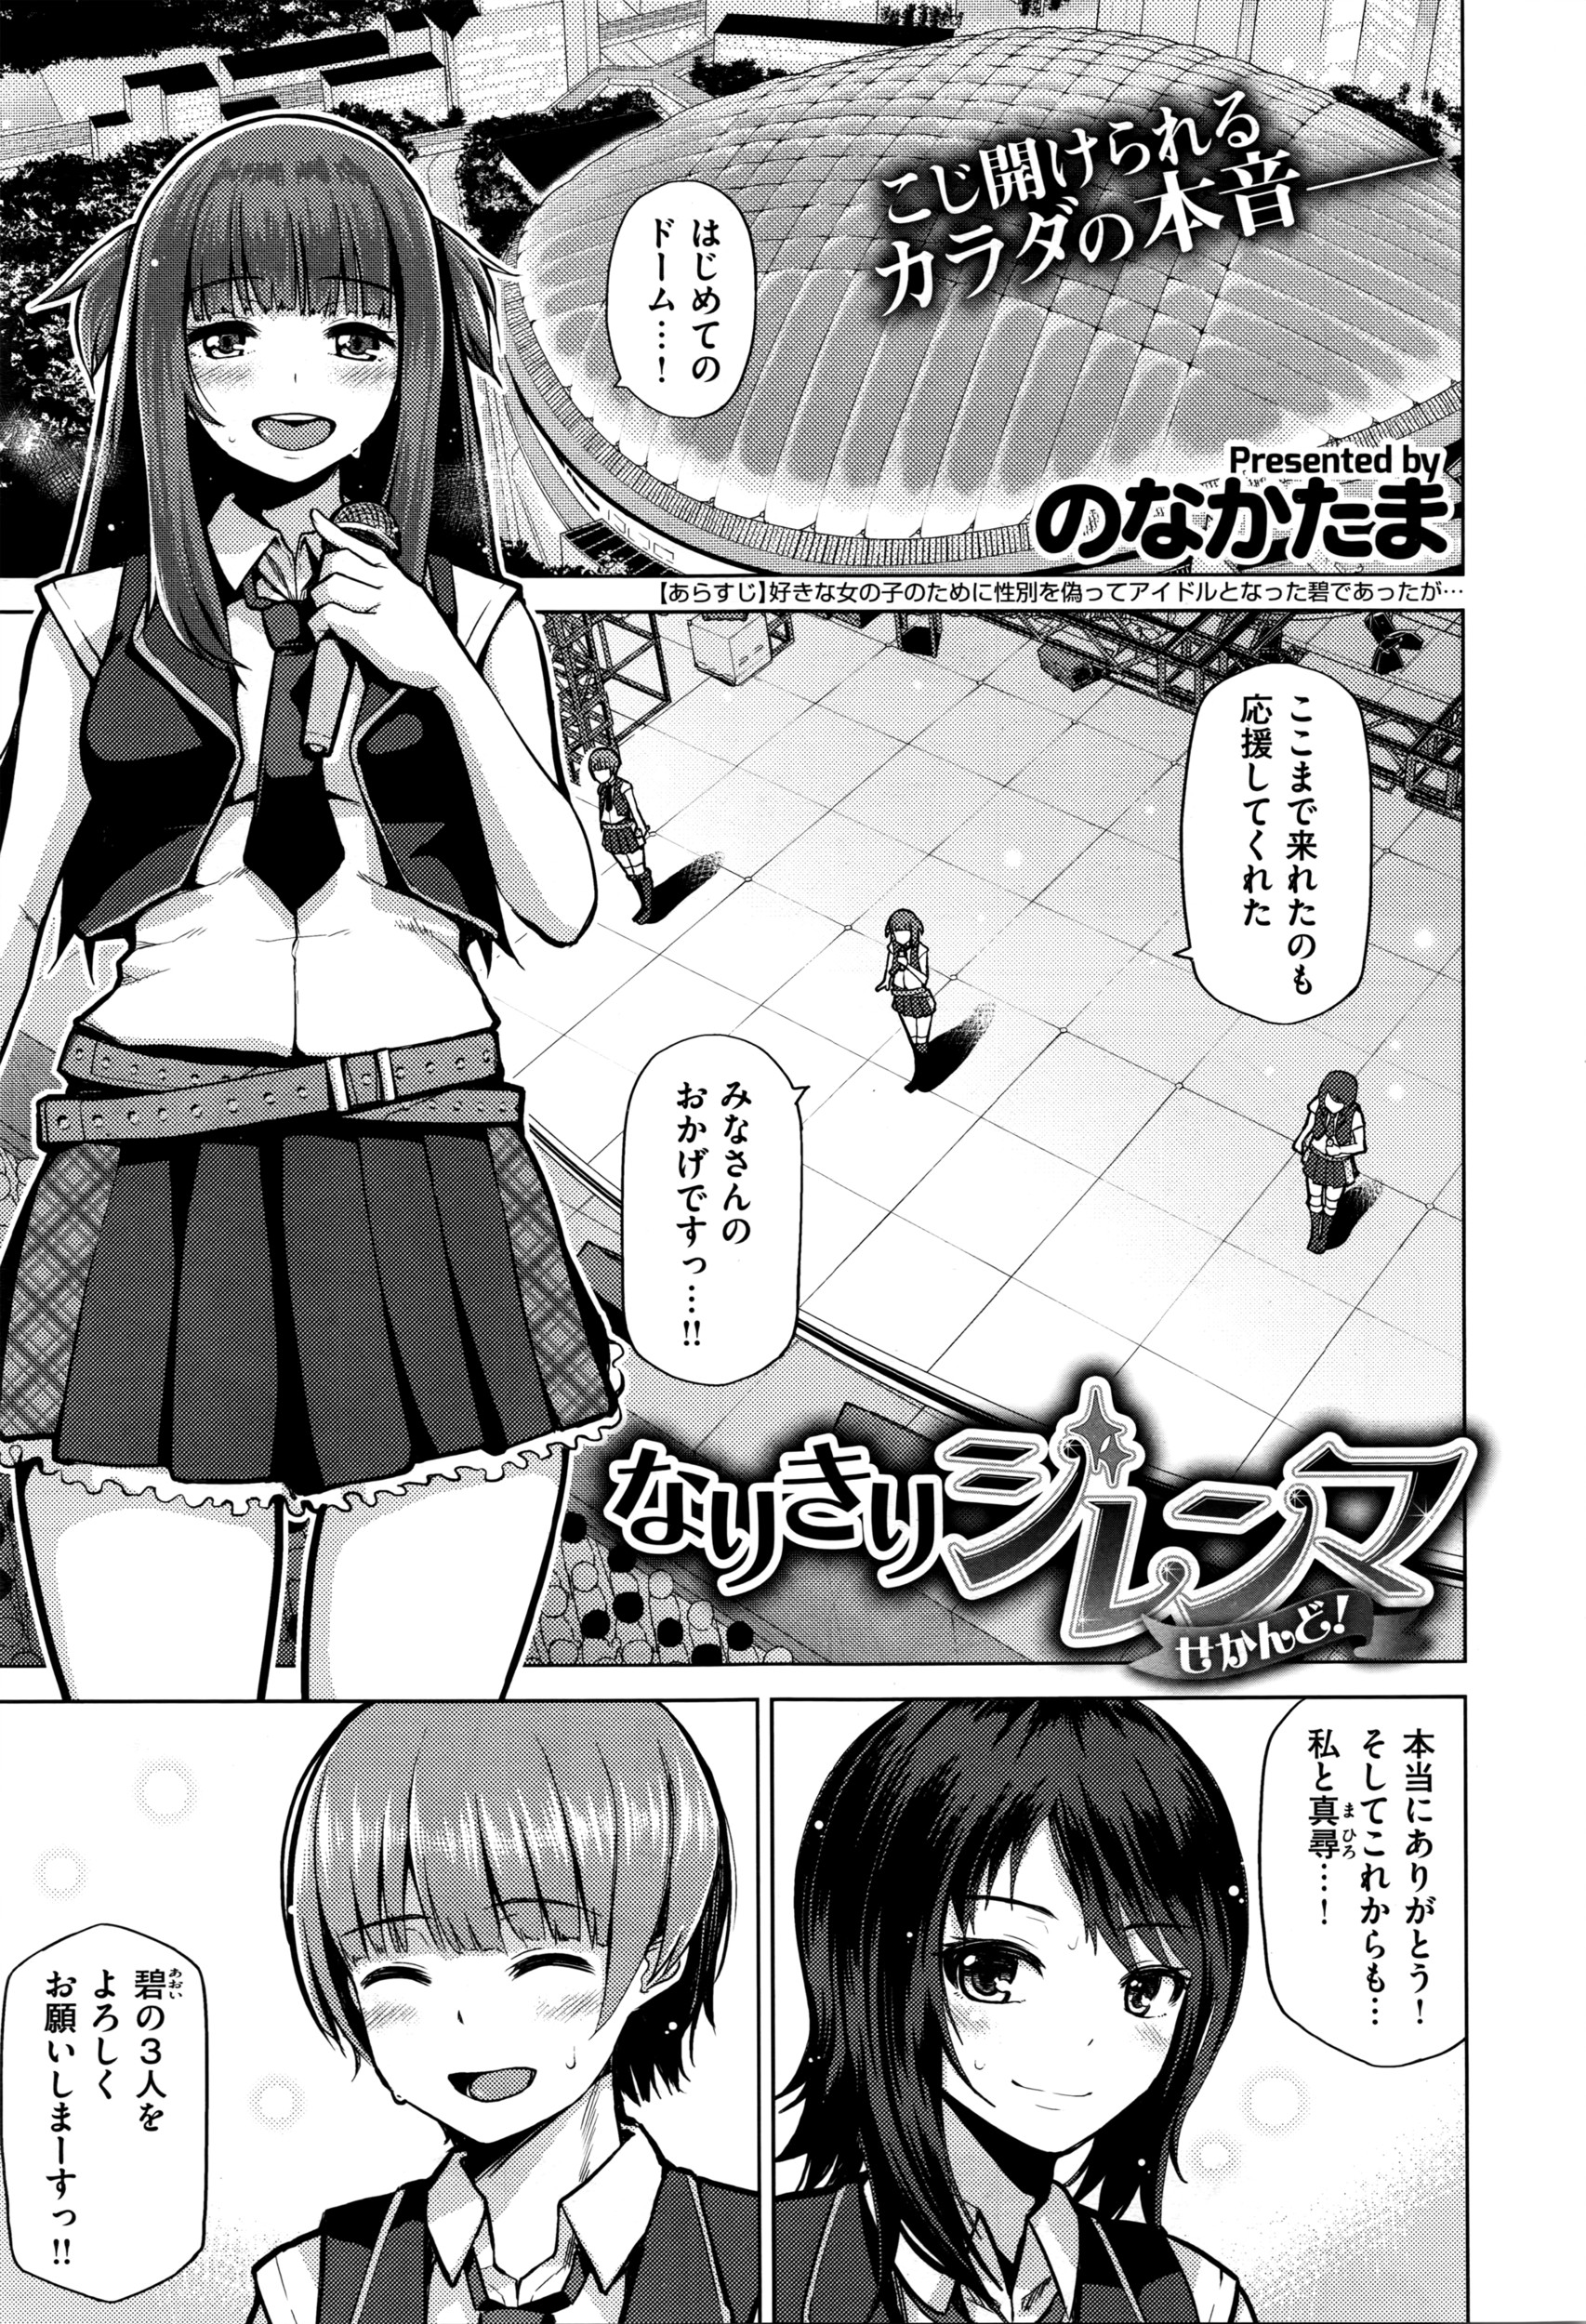 こじ開けられる
カラダの本音――
はじめての
ドーム…！
Presented by
のなかたま
【あらすじ】好きな女の子のために性別を偽ってアイドルとなった碧であったが…
ここまで来れたのも
応援してくれた
みなさんの
おかげですっ…!!
なりきりジレンマ
せかんど!
本当にありがとう！
そしてこれからも…
私と真尋…！
まひろ
碧の3人を
あおい
よろしく
お願いしまーすっ!!